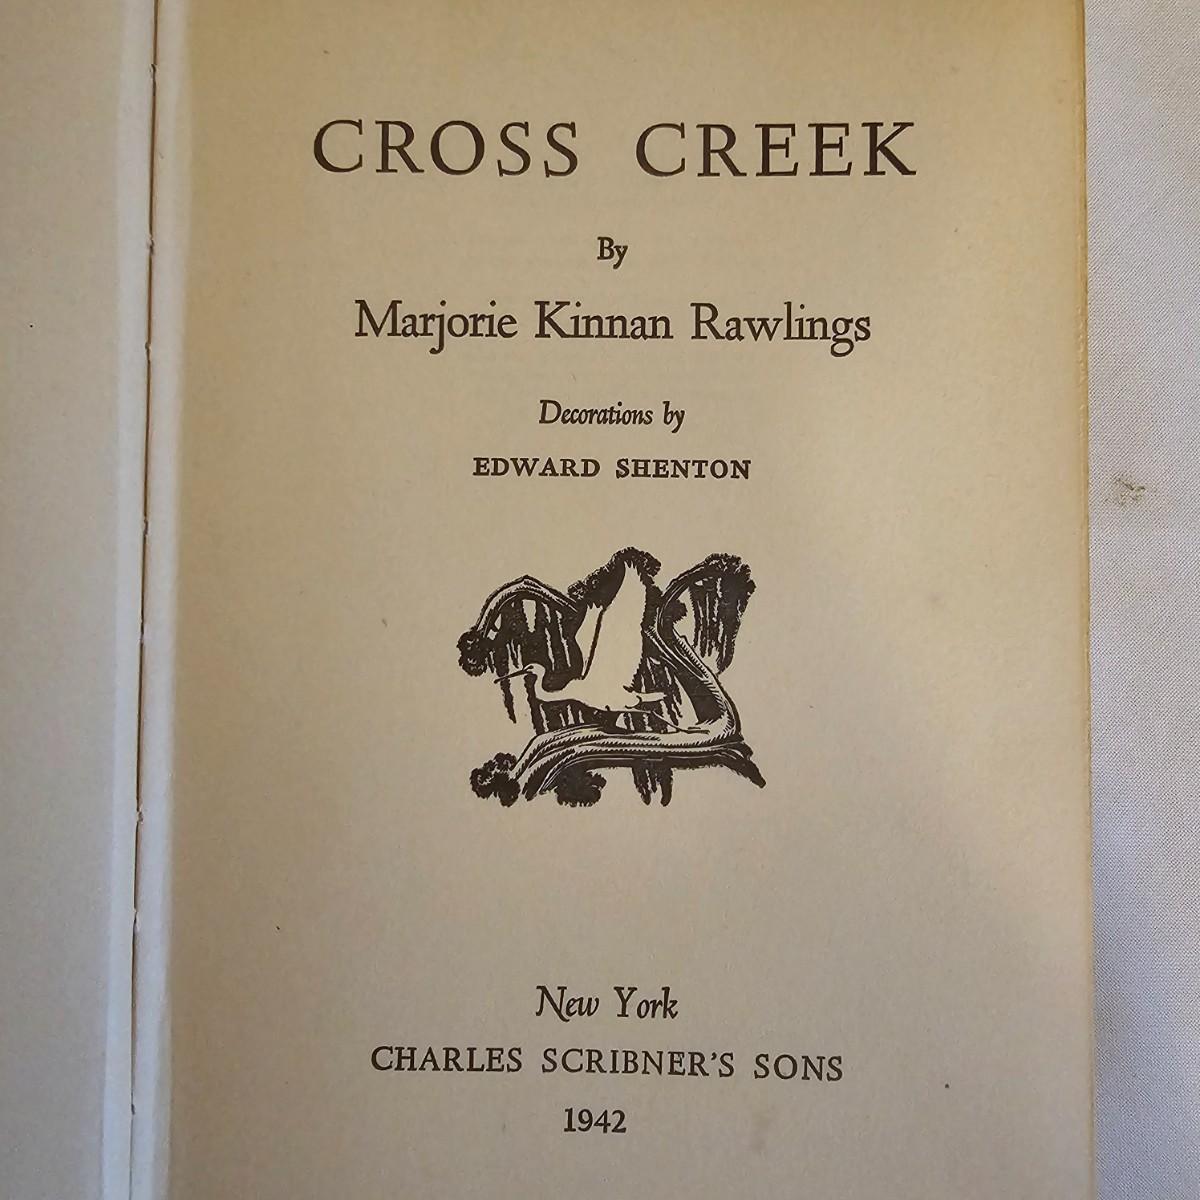 CROSS CREEK
By
Marjorie Kinnan Rawlings
Decorations by
EDWARD SHENTON
New York
CHARLES SCRIBNER'S SONS
1942